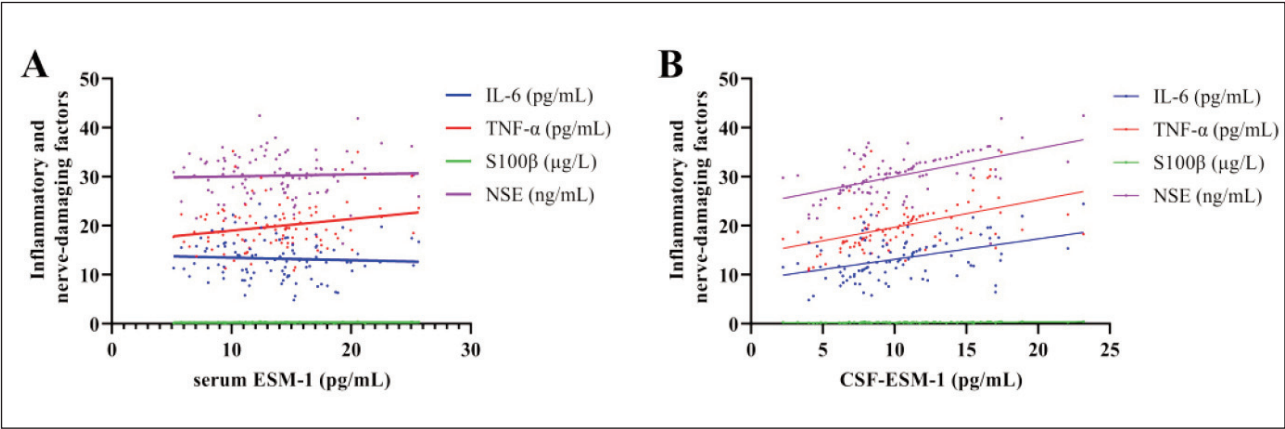 A
Inflammatory and
nerve-damaging factors
50
40
30
20
10
0
0
10
20
30
serum ESM-1 (pg/mL)
IL-6 (pg/mL)
TNF-α (pg/mL)
S100β (μg/L)
NSE (ng/mL)
B
Inflammatory and
nerve-damaging factors
50
40
30
20
10
0
0
5
10
15
20
25
CSF-ESM-1 (pg/mL)
IL-6 (pg/mL)
TNF-α (pg/mL)
S100β (μg/L)
NSE (ng/mL)